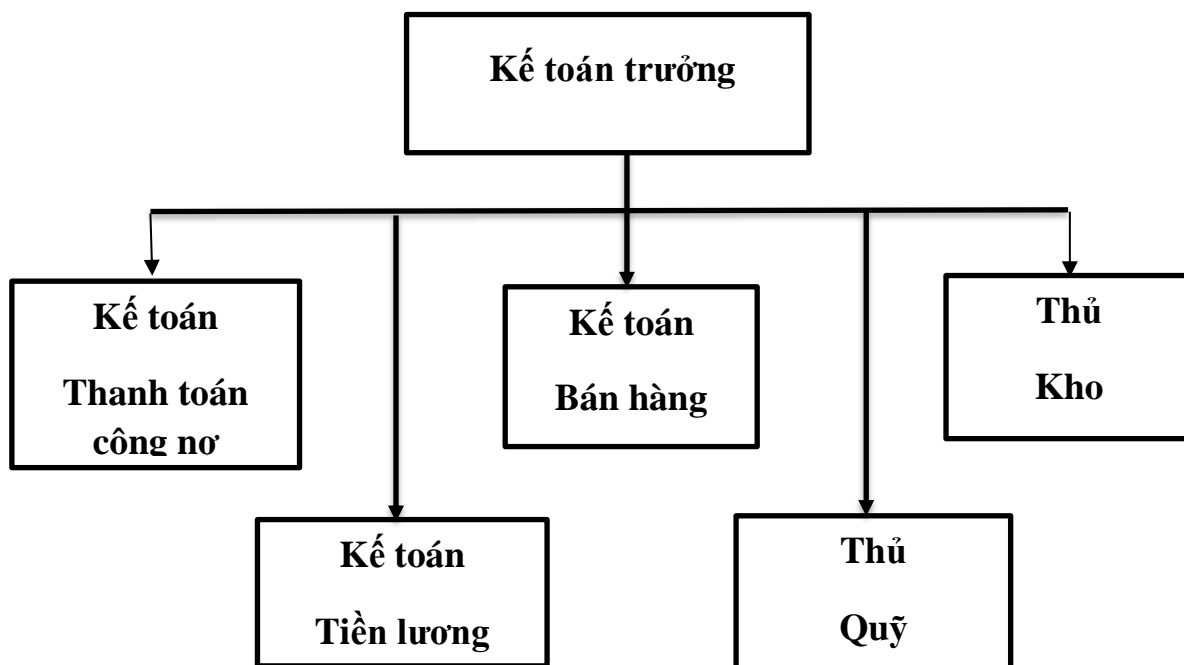 Kế toán trưởng
Kế toán
Thanh toán
công nợ
Kế toán
Bán hàng
Thủ
Kho
Kế toán
Tiền lương
Thủ
Quỹ